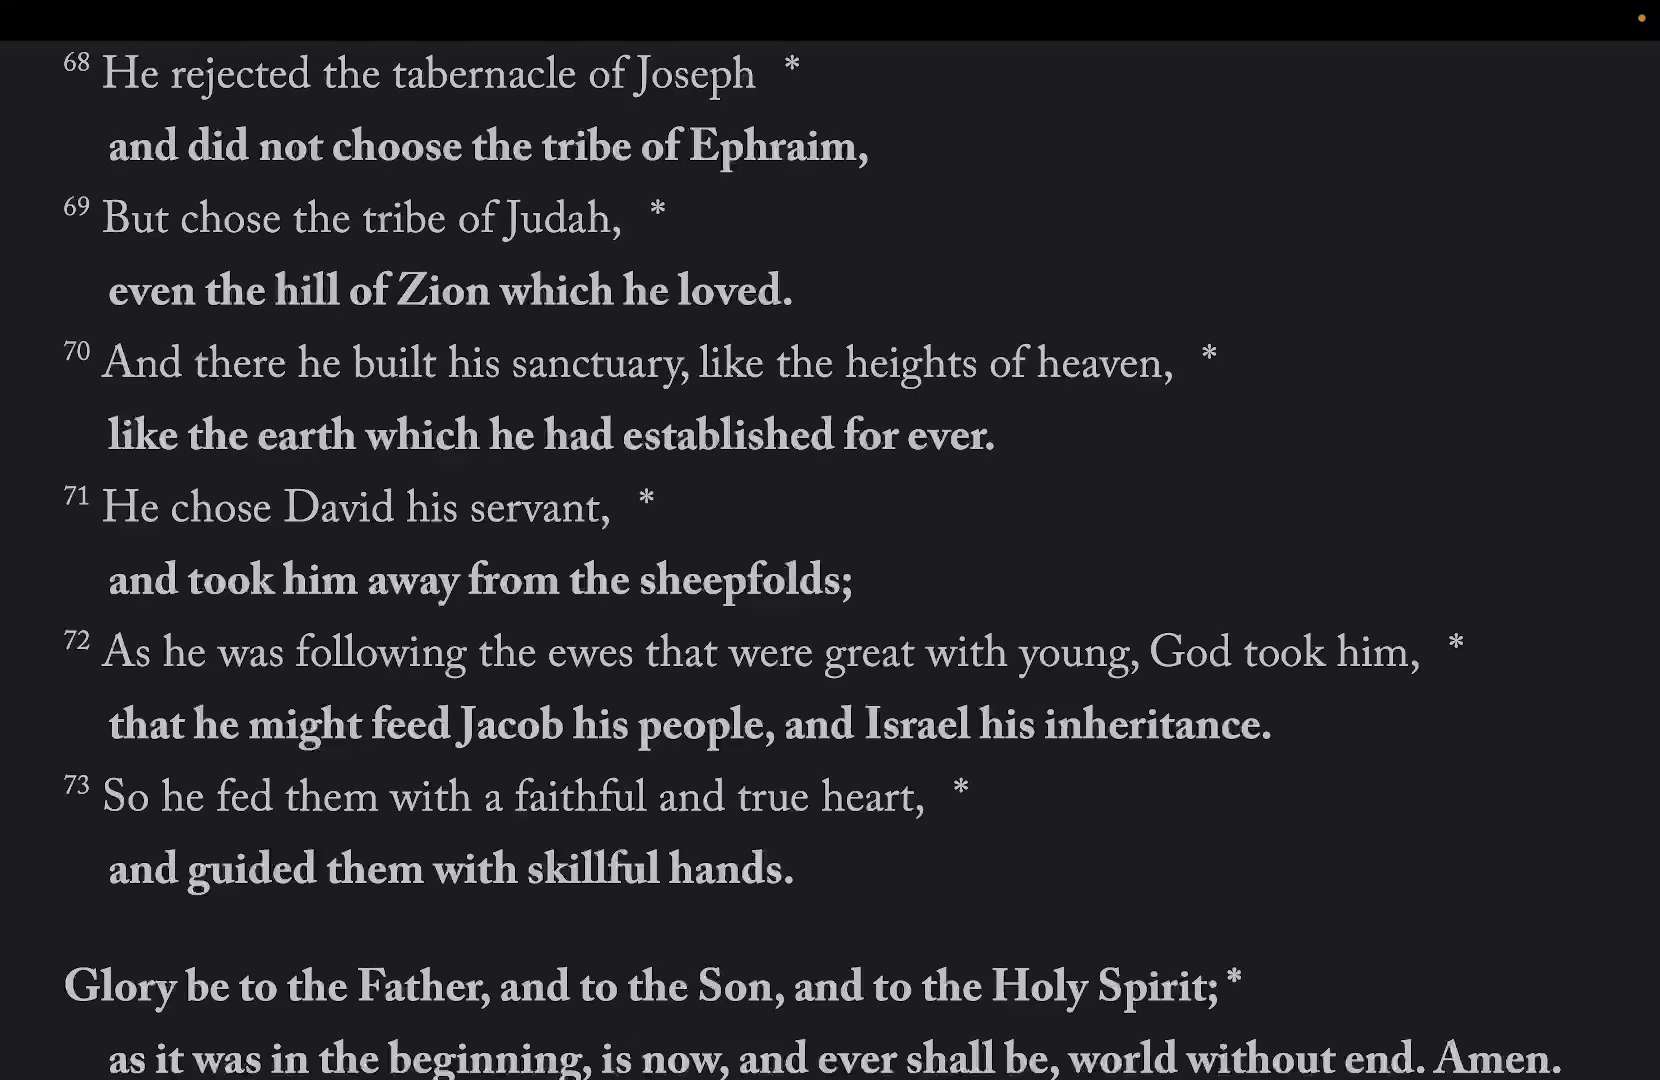 68 He rejected the tabernacle of Joseph *
and did not choose the tribe of Ephraim,
69 But chose the tribe of Judah, *
even the hill of Zion which he loved.
70 And there he built his sanctuary, like the heights of heaven, *
like the earth which he had established for ever.
71 He chose David his servant, *
and took him away from the sheepfolds;
72 As he was following the ewes that were great with young, God took him, *
that he might feed Jacob his people, and Israel his inheritance.
73 So he fed them with a faithful and true heart, *
and guided them with skillful hands.
Glory be to the Father, and to the Son, and to the Holy Spirit; *
as it was in the beginning, is now, and ever shall be, world without end. Amen.